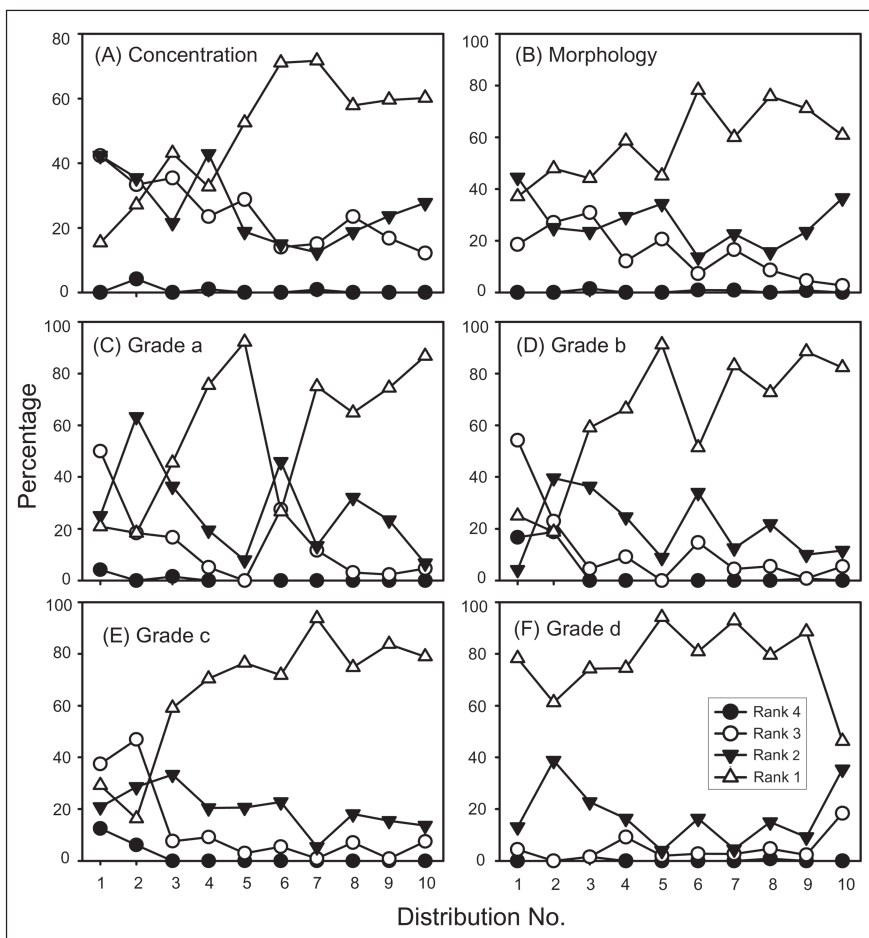 (A) Concentration
80
60
40
20
0
(B) Morphology
100
80
60
40
20
0
(C) Grade a
100
80
60
40
20
0
(D) Grade b
100
80
60
40
20
0
(E) Grade c
100
80
60
40
20
0
1 2 3 4 5 6 7 8 9 10
(F) Grade d
100
80
60
40
20
0
1 2 3 4 5 6 7 8 9 10
Rank 4
Rank 3
Rank 2
Rank 1
Percentage
Distribution No.